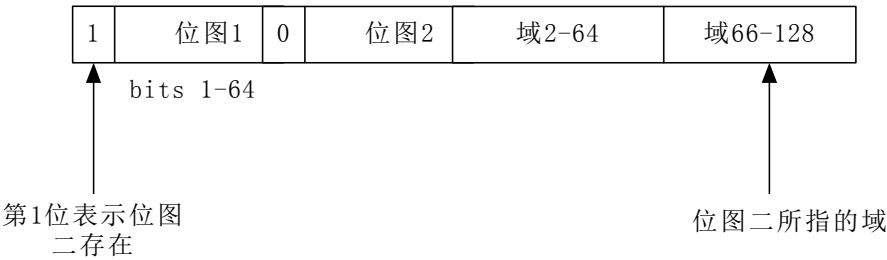 1 位图1 0 位图2 域2-64 域66-128
bits 1-64
第1位表示位图
二存在
位图二所指的域